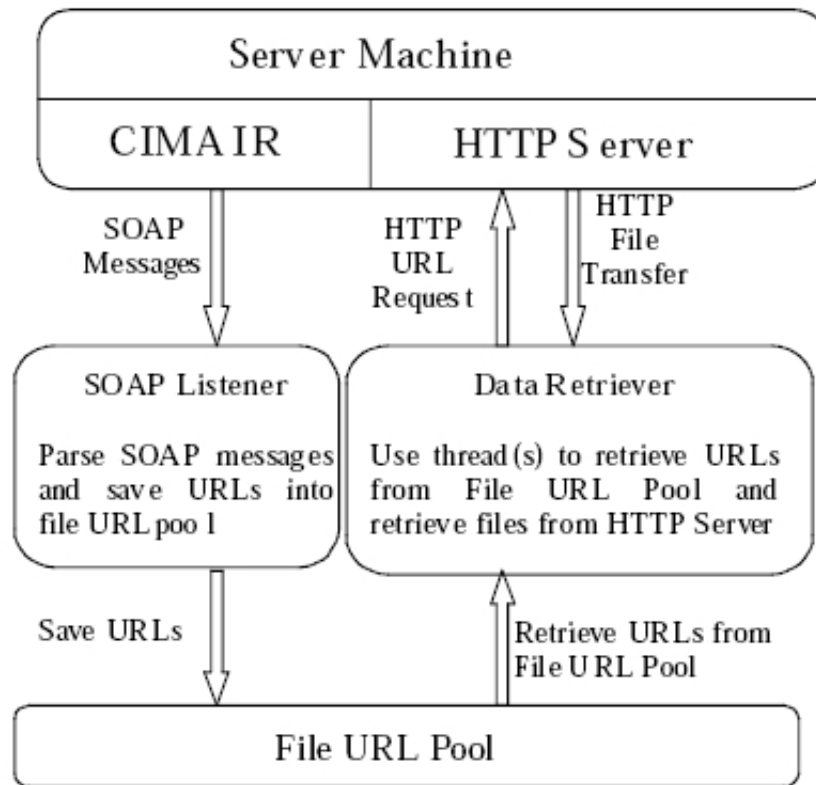 Server Machine
CIMA IR
HTTP Server
SOAP
Messages
HTTP
URL
Request
HTTP
File
Transfer
SOAP Listener
Parse SOAP messages
and save URLs into
file URL pool
Data Retriever
Use thread(s) to retrieve URLs
from File URL Pool and
retrieve files from HTTP Server
Save URLs
Retrieve URLs from
File URL Pool
File URL Pool